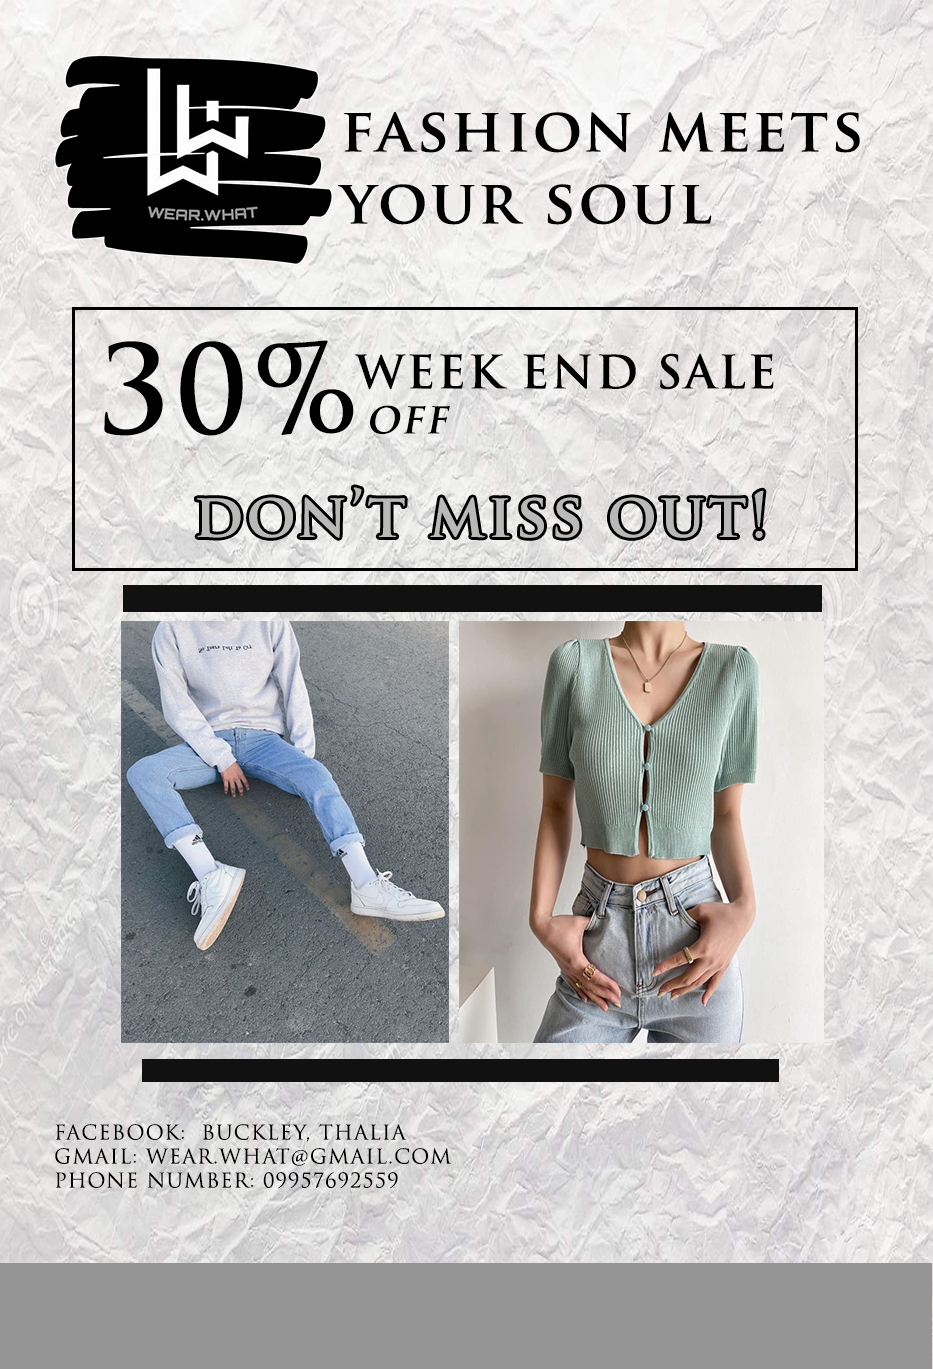 WEAR.WHAT
FASHION MEETS
YOUR SOUL
30% WEEK END SALE
OFF
DON'T MISS OUT!
FACEBOOK: BUCKLEY, THALIA
GMAIL: WEAR.WHAT@GMAIL.COM
PHONE NUMBER: 09957692559